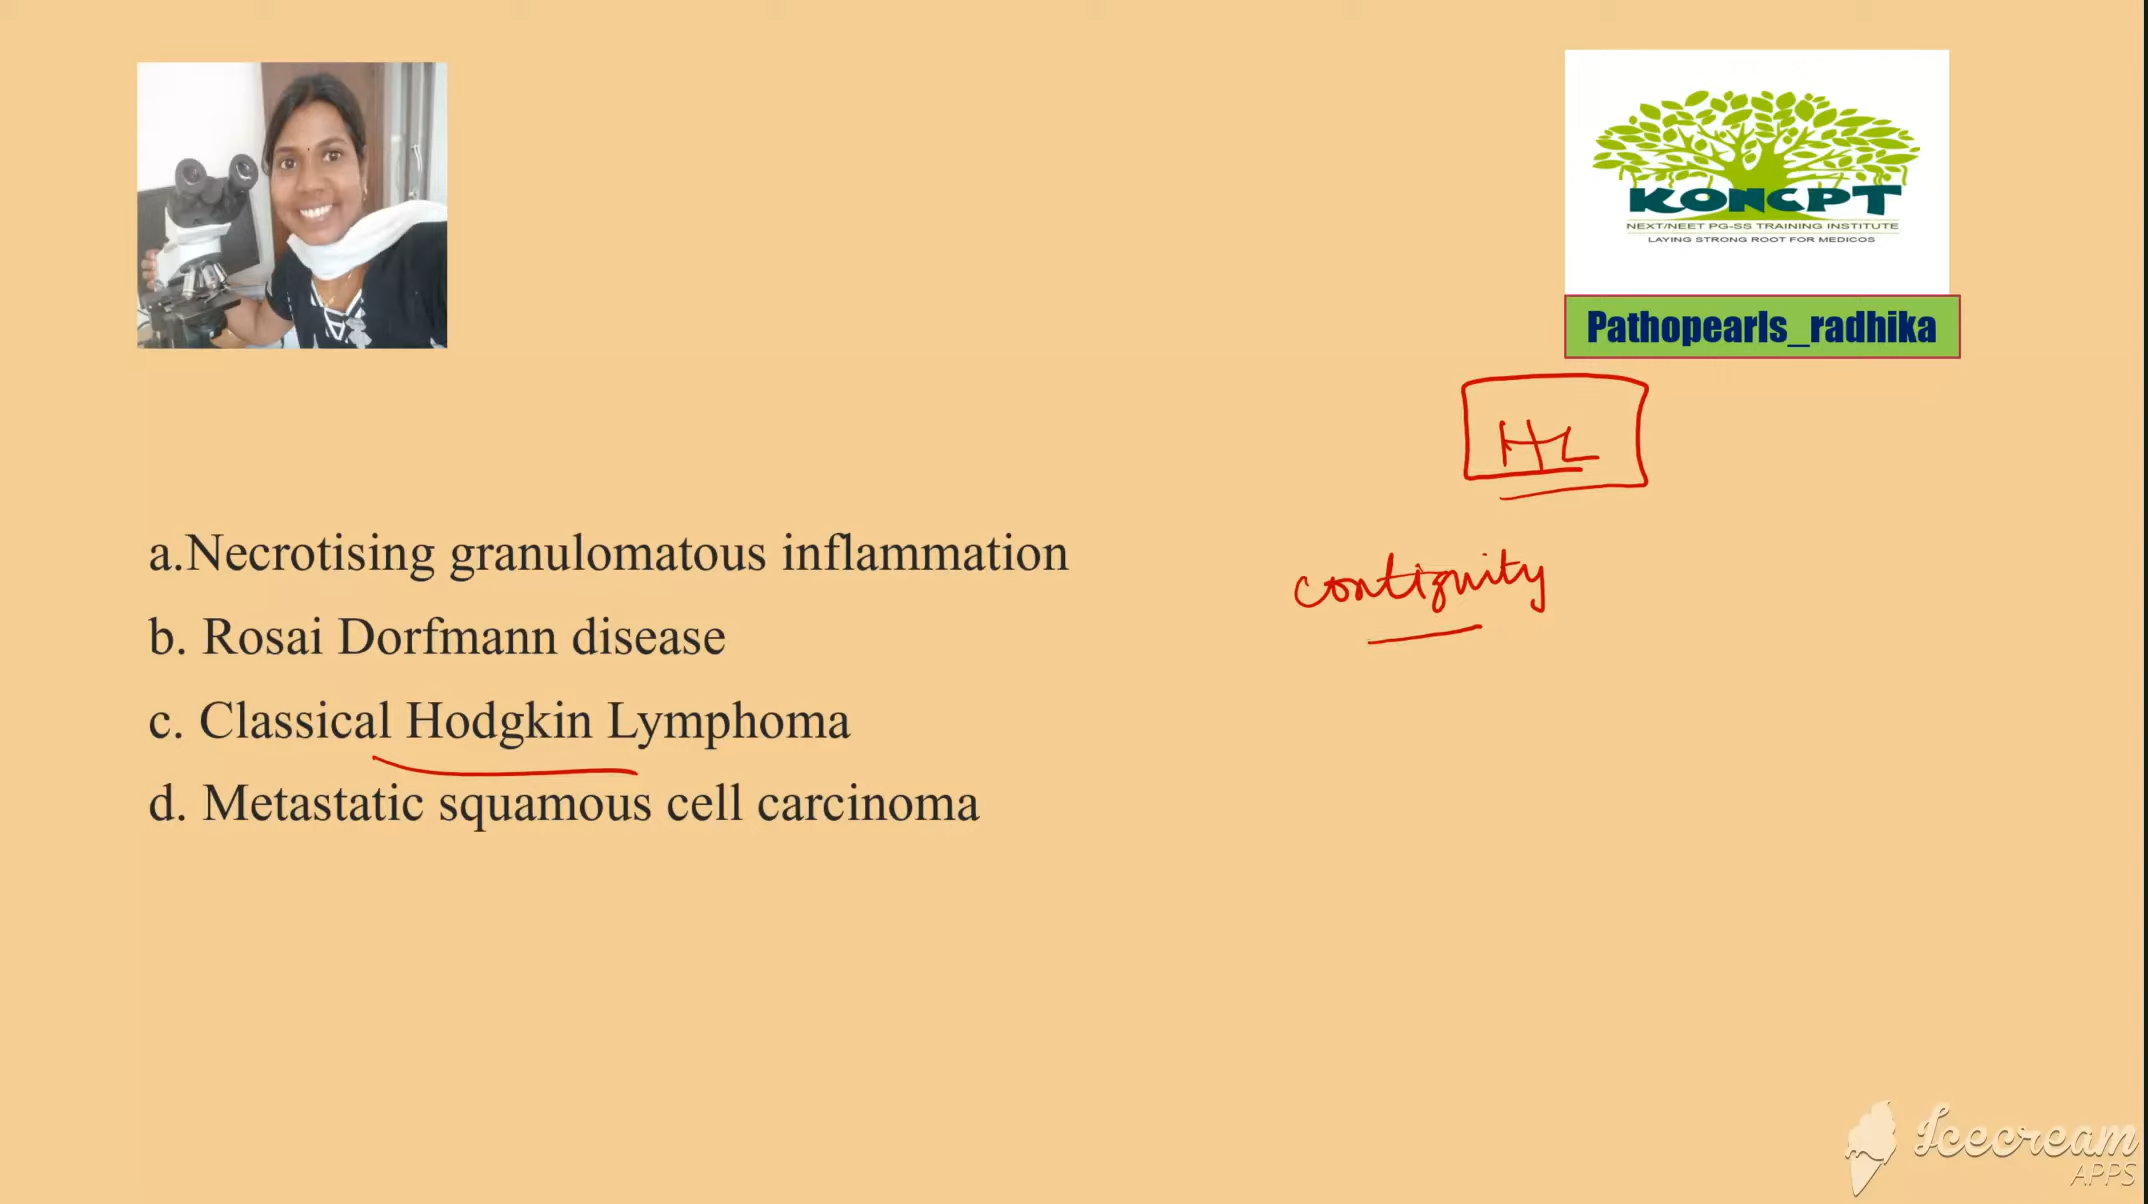 KONCPT
NEXT/NEET PG-SS TRAINING INSTITUTE
LAYING STRONG ROOT FOR MEDICOS
Pathopearls_radhika
HL
contiguity
a.Necrotising granulomatous inflammation
b. Rosai Dorfmann disease
c. Classical Hodgkin Lymphoma
d. Metastatic squamous cell carcinoma
Icecream
APPS